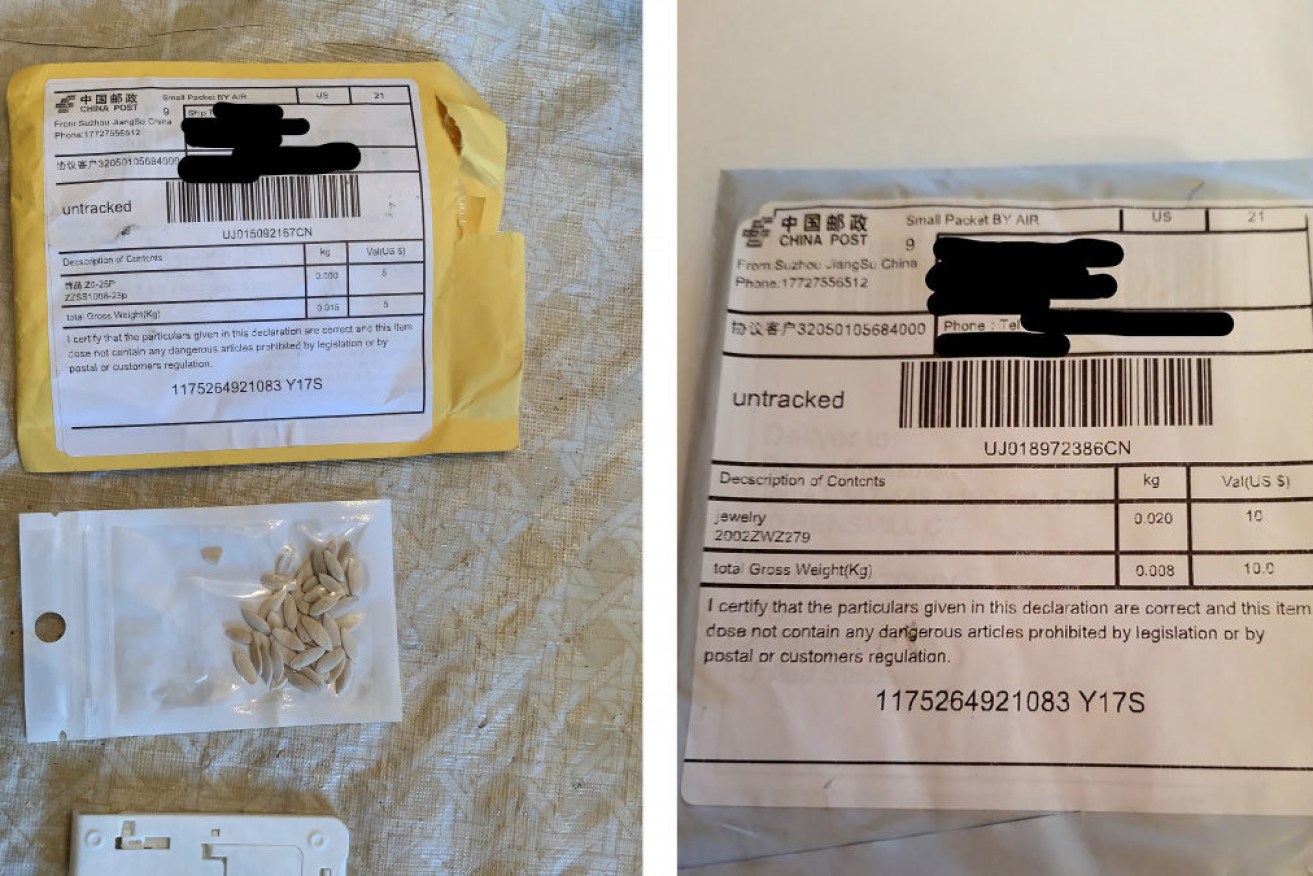 中国邮政
CHINA POST
Small Packet BY AIR
US
21
9
Ship
From:Suzhou JiangSu China
Phone:17727556512
协议客户32050105684000
untracked
UJ015092157CN
Decscription of Contcnts
kg
Val(US $)
饰品
5
total Gross Weight(Kg)
0.015
5
I certify that the particulars given in this declaration are correct and this item
dose not contain any dangerous articles prohibited by legislation or by
postal or customers regulation.
1175264921083 Y17S
中国邮政
CHINA POST
Small Packet BY AIR
US
21
9
From:Suzhou JiangSu China
Phone:17727556512
协议客户32050105684000
Phone : Tel
untracked
UJ018972386CN
Decscription of Contcnts
kg
Val(US $)
jewelry
2002ZWZ279
0.020
10
total Gross Weight(Kg)
0.008
10.0
I certify that the particulars given in this declaration are correct and this item
dose not contain any dangerous articles prohibited by legislation or by
postal or customers regulation.
1175264921083 Y17S